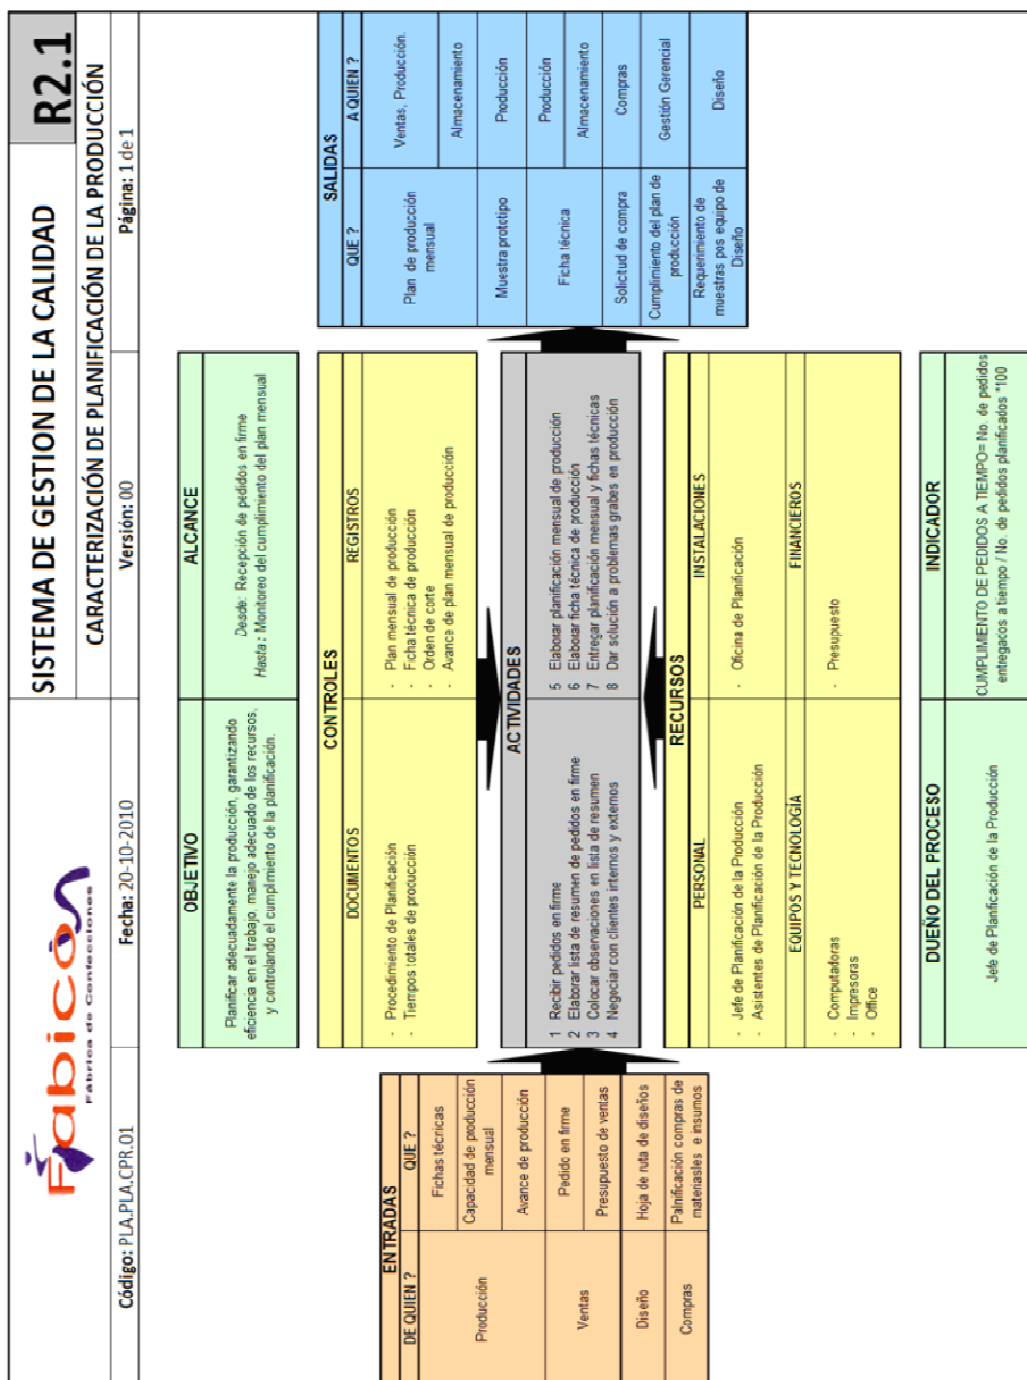 Fabicon
Fábrica de Confecciones
SISTEMA DE GESTION DE LA CALIDAD
R2.1
CARACTERIZACIÓN DE PLANIFICACIÓN DE LA PRODUCCIÓN
Código: PLA.PLA.CPR.01
Fecha: 20-10-2010
Versión: 00
Página: 1 de 1
OBJETIVO
Planificar adecuadamente la producción, garantizando
eficiencia en el trabajo, manejo adecuado de los recursos,
y controlando el cumplimiento de la planificación.
ALCANCE
Desde: Recepción de pedidos en firme
Hasta : Monitoreo del cumplimiento del plan mensual
ENTRADAS
DE QUIEN ?
QUE ?
Producción
Fichas técnicas
Capacidad de producción
mensual
Avance de producción
Ventas
Pedido en firme
Presupuesto de ventas
Diseño
Hoja de ruta de diseños
Compras
Palnificación compras de
materiasles e insumos
CONTROLES
DOCUMENTOS
- Procedimiento de Planificación
- Tiempos totales de producción
REGISTROS
- Plan mensual de producción
- Ficha técnica de producción
- Orden de corte
- Avance de plan mensual de producción
ACTIVIDADES
1 Recibir pedidos en firme
2 Elaborar lista de resumen de pedidos en firme
3 Colocar observaciones en lista de resumen
4 Negociar con clientes internos y externos
5 Elaborar planificación mensual de producción
6 Elaborar ficha técnica de producción
7 Entregar planificación mensual y fichas técnicas
8 Dar solución a problemas grabes en producción
RECURSOS
PERSONAL
- Jefe de Planificación de la Producción
- Asistentes de Planificación de la Producción
INSTALACIONES
- Oficina de Planificación
EQUIPOS Y TECNOLOGÍA
- Computadoras
- Impresoras
- Office
FINANCIEROS
- Presupuesto
SALIDAS
QUE ?
A QUIEN ?
Plan de producción
mensual
Ventas, Producción.
Almacenamiento
Muestra prototipo
Producción
Ficha técnica
Producción
Almacenamiento
Solicitud de compra
Compras
Cumplimiento del plan de
producción
Gestión Gerencial
Requerimiento de
muestras pos equipo de
Diseño
Diseño
DUEÑO DEL PROCESO
Jefe de Planificación de la Producción
INDICADOR
CUMPLIMIENTO DE PEDIDOS A TIEMPO= No. de pedidos
entregados a tiempo / No. de pedidos planificados *100